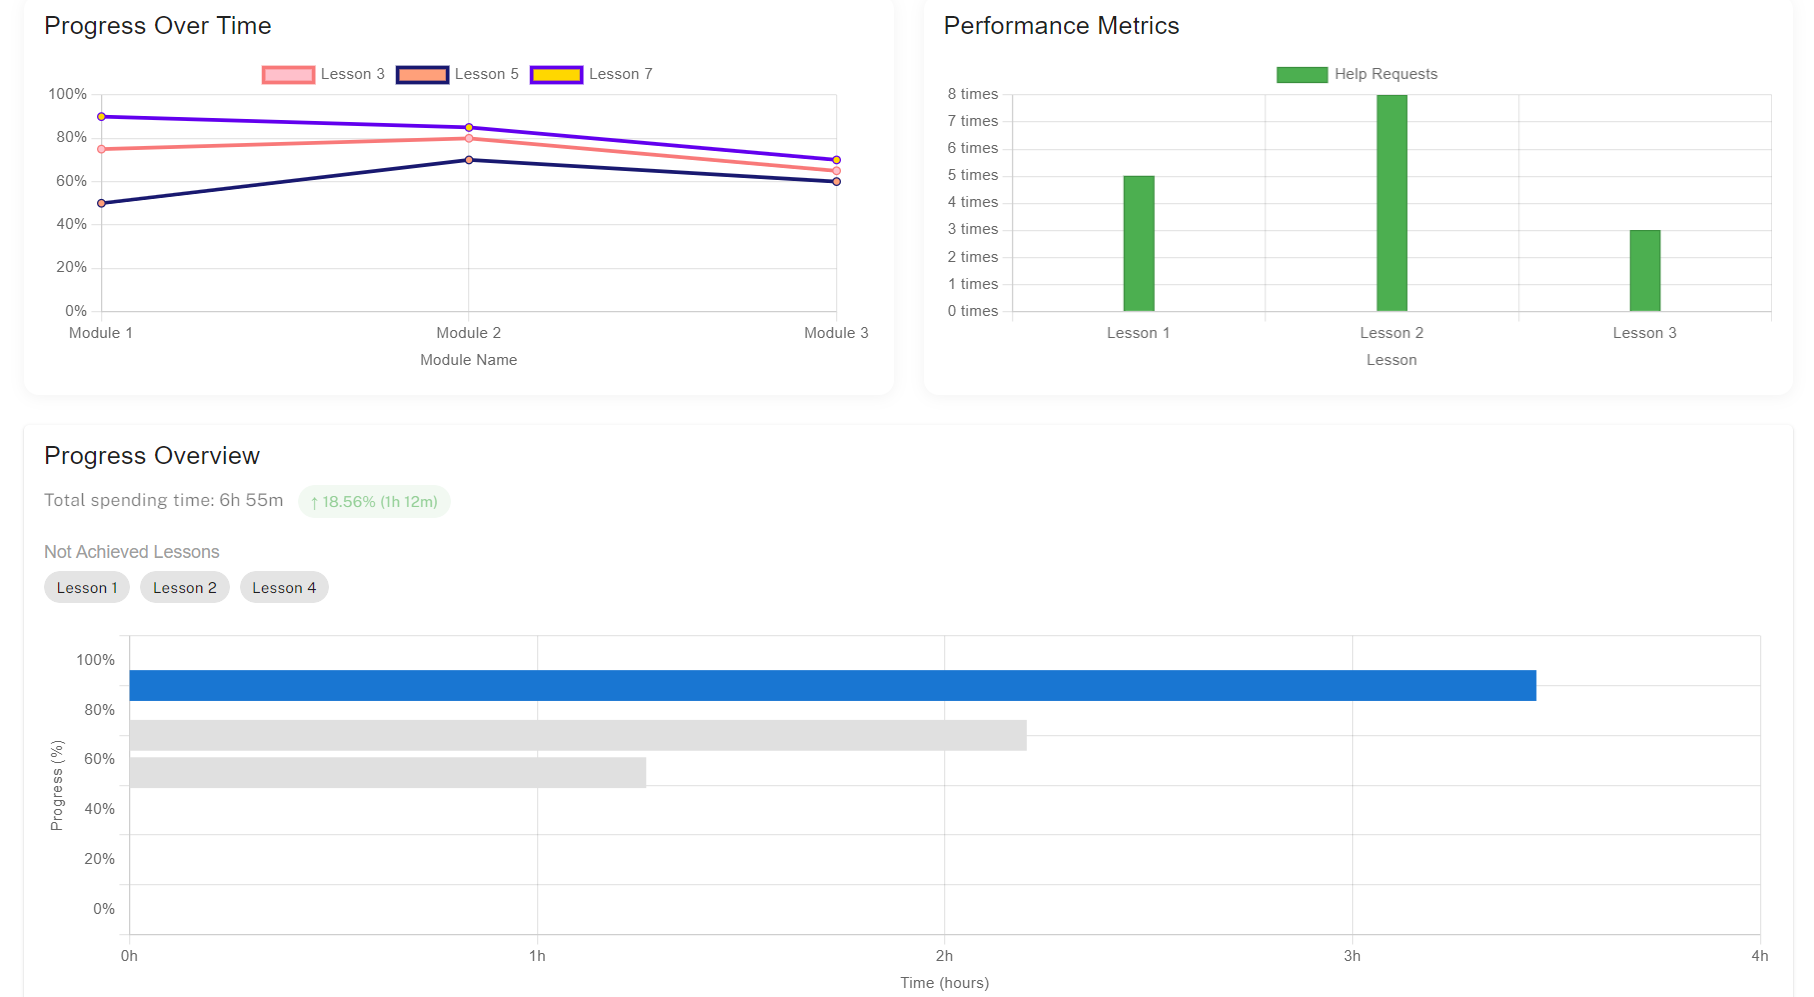 Progress Over Time
Lesson 3 Lesson 5 Lesson 7
100%
80%
60%
40%
20%
0%
Module 1 Module 2 Module 3
Module Name
Performance Metrics
Help Requests
8 times
7 times
6 times
5 times
4 times
3 times
2 times
1 times
0 times
Lesson 1 Lesson 2 Lesson 3
Lesson
Progress Overview
Total spending time: 6h 55m ↑ 18.56% (1h 12m)
Not Achieved Lessons
Lesson 1 Lesson 2 Lesson 4
Progress (%)
100%
80%
60%
40%
20%
0%
0h 1h 2h 3h 4h
Time (hours)